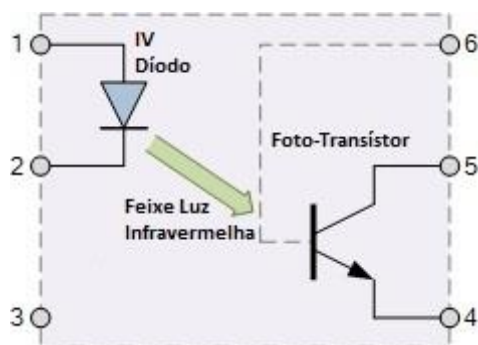 1
IV
Díodo
6
Foto-Transístor
2
5
Feixe Luz
Infravermelha
3
4